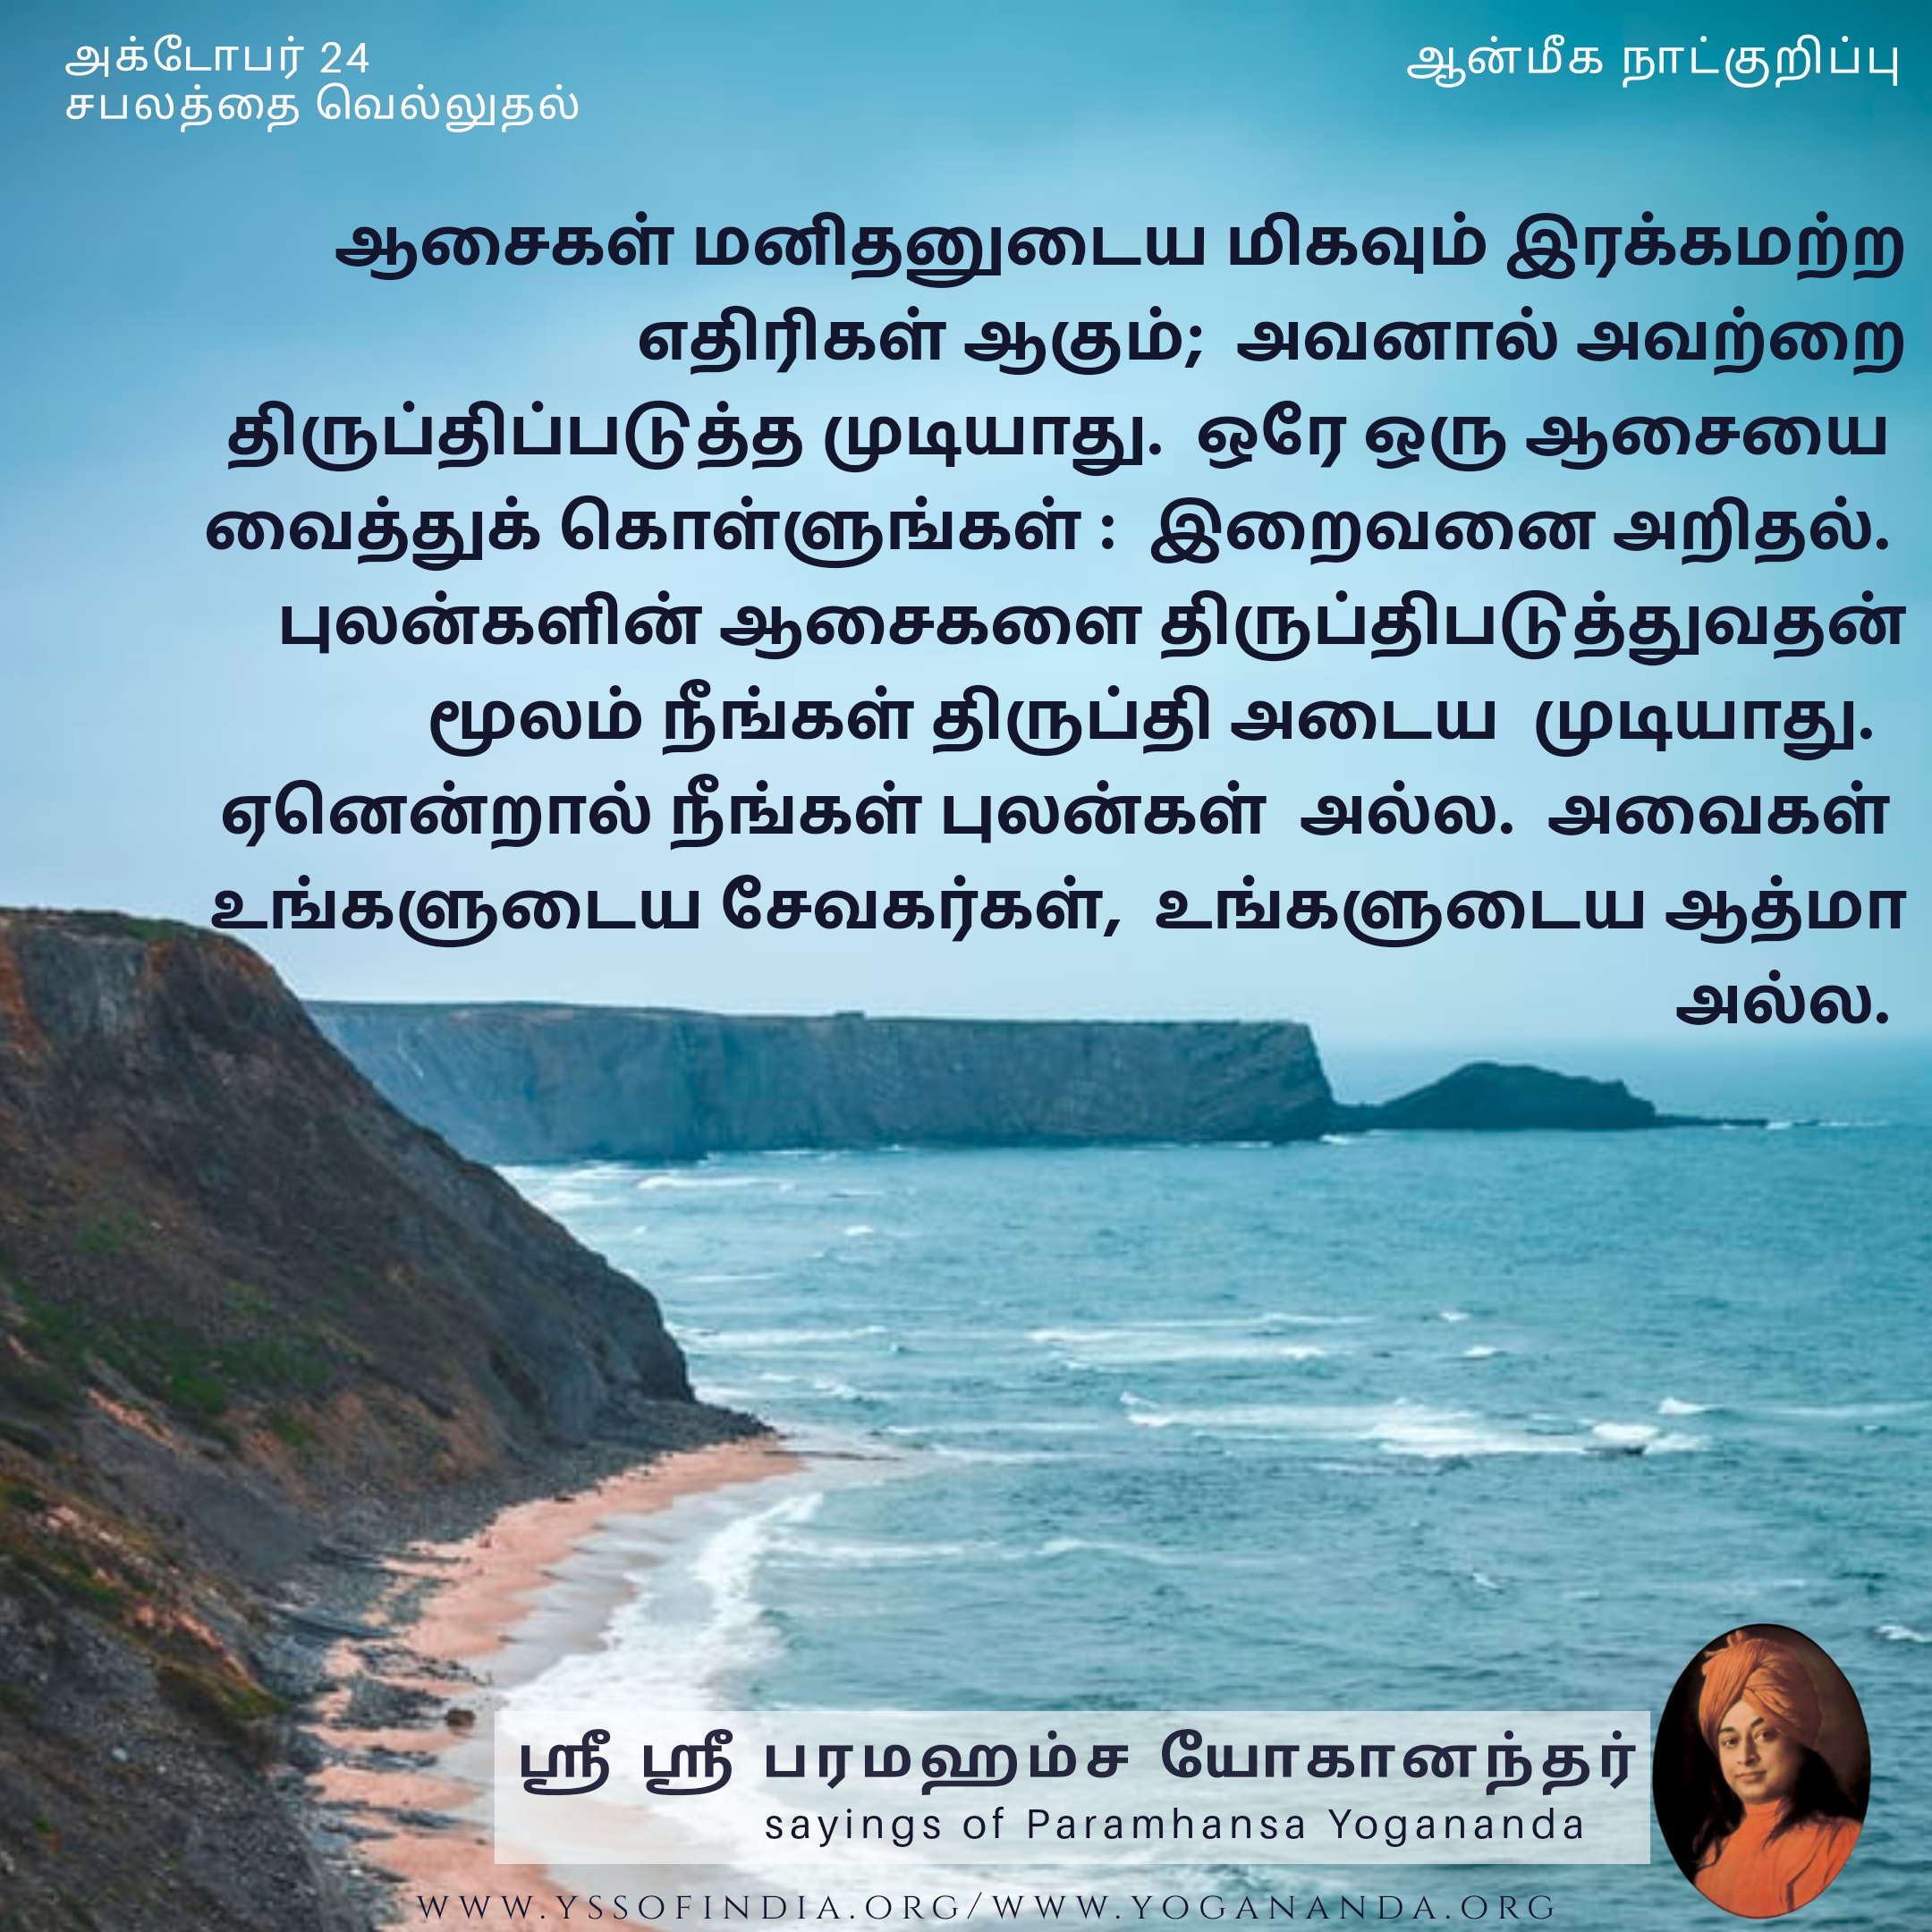 அக்டோபர் 24
சபலத்தை வெல்லுதல்
ஆன்மீக நாட்குறிப்பு
ஆசைகள் மனிதனுடைய மிகவும் இரக்கமற்ற
எதிரிகள் ஆகும்; அவனால் அவற்றை
திருப்திப்படுத்த முடியாது. ஒரே ஒரு ஆசையை
வைத்துக் கொள்ளுங்கள் : இறைவனை அறிதல்.
புலன்களின் ஆசைகளை திருப்திபடுத்துவதன்
மூலம் நீங்கள் திருப்தி அடைய முடியாது.
ஏனென்றால் நீங்கள் புலன்கள் அல்ல. அவைகள்
உங்களுடைய சேவகர்கள், உங்களுடைய ஆத்மா
அல்ல.
ஸ்ரீ ஸ்ரீ பரமஹம்ச யோகானந்தர்
sayings of Paramhansa Yogananda
WWW.YSSOFINDIA.ORG/WWW.YOGANANDA.ORG